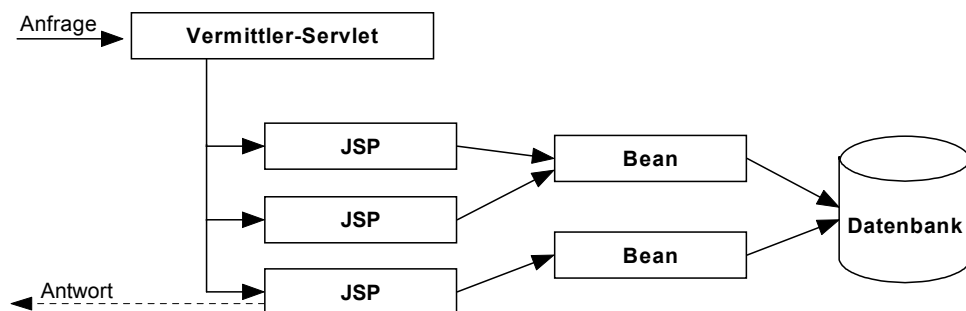 Anfrage
Vermittler-Servlet
JSP
Bean
JSP
Datenbank
Bean
Antwort
JSP